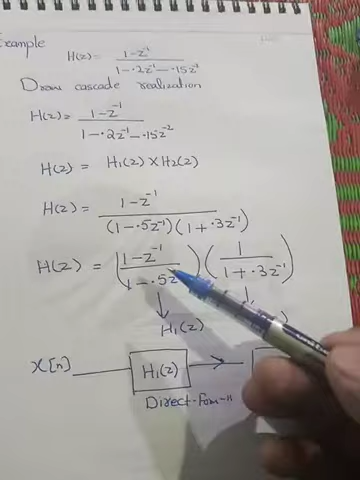 Example
H(z) = 1-z⁻¹ / 1-.2z⁻¹-.15z⁻²
Draw cascade realization
H(z) = 1-z⁻¹ / 1-.2z⁻¹-.15z⁻²
H(z) = H₁(z) × H₂(z)
H(z) = 1-z⁻¹ / (1-.5z⁻¹)(1+.3z⁻¹)
H(z) = (1-z⁻¹ / 1-.5z) (1 / 1+.3z⁻¹)
H₁(z)
X[n] H₁(z)
Direct-Form-II